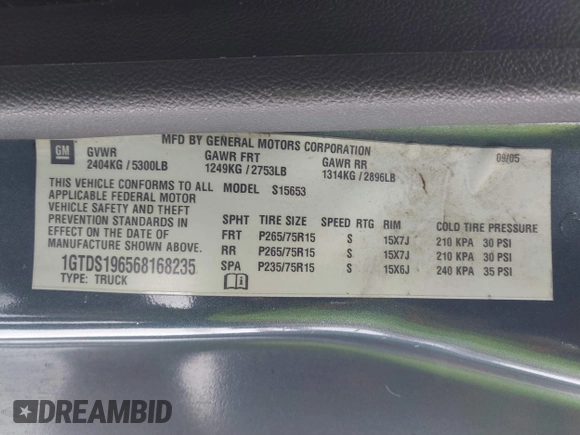 MFD BY GENERAL MOTORS CORPORATION
GM
GVWR GAWR FRT GAWR RR 09/05
2404KG / 5300LB 1249KG / 2753LB 1314KG / 2896LB
THIS VEHICLE CONFORMS TO ALL
APPLICABLE FEDERAL MOTOR
VEHICLE SAFETY AND THEFT
PREVENTION STANDARDS IN
EFFECT ON THE DATE OF
MANUFACTURE SHOWN ABOVE.
1GTDS196568168235
TYPE: TRUCK
MODEL S15653
SPHT TIRE SIZE SPEED RTG RIM COLD TIRE PRESSURE
FRT P265/75R15 S 15X7J 210 KPA 30 PSI
RR P265/75R15 S 15X7J 210 KPA 30 PSI
SPA P235/75R15 S 15X6J 240 KPA 35 PSI
DREAMBID